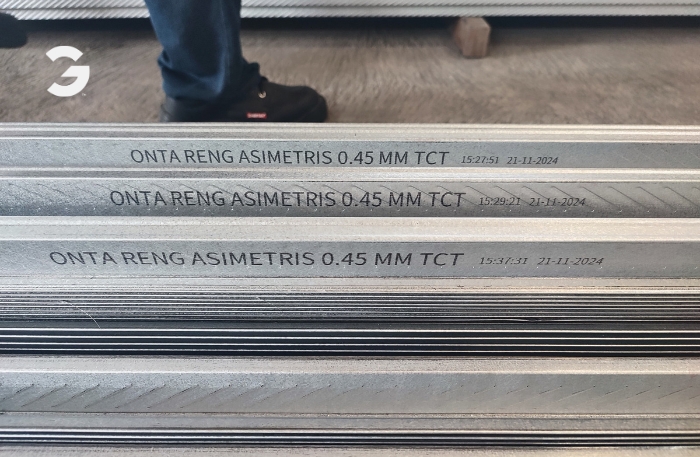 ONTA RENG ASIMETRIS 0.45 MM TCT 15:27:51 21-11-2024
ONTA RENG ASIMETRIS 0.45 MM TCT 15:29:21 21-11-2024
ONTA RENG ASIMETRIS 0.45 MM TCT 15:37:31 21-11-2024